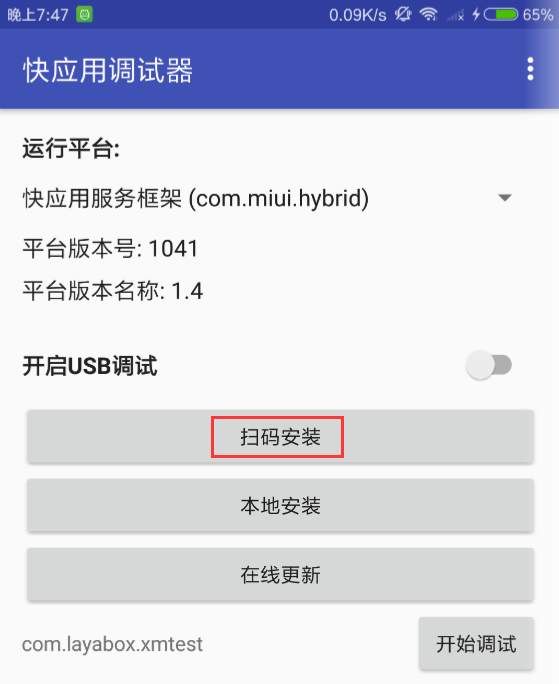 晚上7:47 0.09K/s 65%
快应用调试器
运行平台:
快应用服务框架 (com.miui.hybrid)
平台版本号: 1041
平台版本名称: 1.4
开启USB调试
扫码安装
本地安装
在线更新
com.layabox.xmtest 开始调试